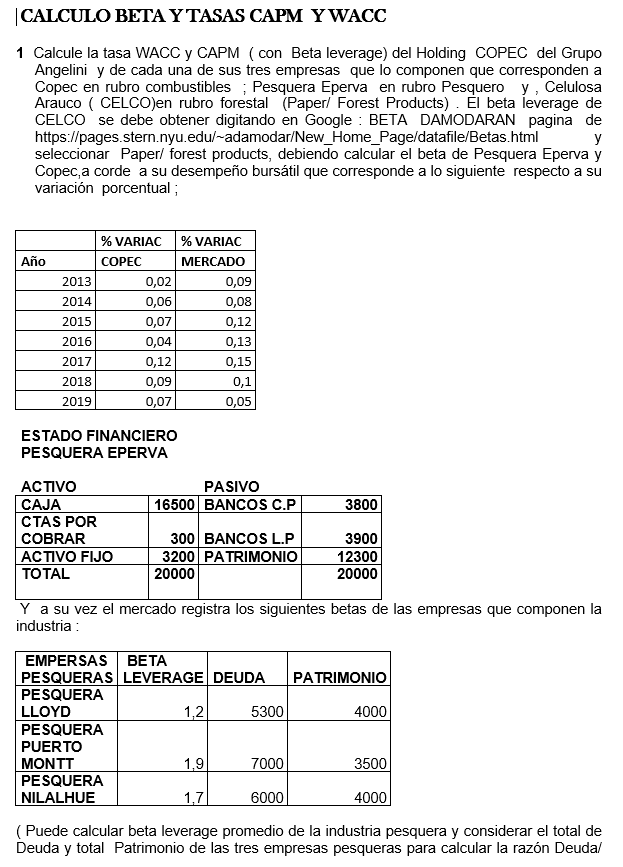 CALCULO BETA Y TASAS CAPM Y WACC
1 Calcule la tasa WACC y CAPM ( con Beta leverage) del Holding COPEC del Grupo
Angelini y de cada una de sus tres empresas que lo componen que corresponden a
Copec en rubro combustibles ; Pesquera Eperva en rubro Pesquero y , Celulosa
Arauco ( CELCO)en rubro forestal (Paper/ Forest Products) . El beta leverage de
CELCO se debe obtener digitando en Google : BETA DAMODARAN pagina de
https://pages.stern.nyu.edu/~adamodar/New_Home_Page/datafile/Betas.html y
seleccionar Paper/ forest products, debiendo calcular el beta de Pesquera Eperva y
Copec,a corde a su desempeño bursátil que corresponde a lo siguiente respecto a su
variación porcentual ;
% VARIAC % VARIAC
Año COPEC MERCADO
2013 0,02 0,09
2014 0,06 0,08
2015 0,07 0,12
2016 0,04 0,13
2017 0,12 0,15
2018 0,09 0,1
2019 0,07 0,05
ESTADO FINANCIERO
PESQUERA EPERVA
ACTIVO PASIVO
CAJA 16500 BANCOS C.P 3800
CTAS POR
COBRAR 300 BANCOS L.P 3900
ACTIVO FIJO 3200 PATRIMONIO 12300
TOTAL 20000 20000
Y a su vez el mercado registra los siguientes betas de las empresas que componen la
industria :
EMPERSAS BETA
PESQUERAS LEVERAGE DEUDA PATRIMONIO
PESQUERA
LLOYD 1,2 5300 4000
PESQUERA
PUERTO
MONTT 1,9 7000 3500
PESQUERA
NILALHUE 1,7 6000 4000
( Puede calcular beta leverage promedio de la industria pesquera y considerar el total de
Deuda y total Patrimonio de las tres empresas pesqueras para calcular la razón Deuda/